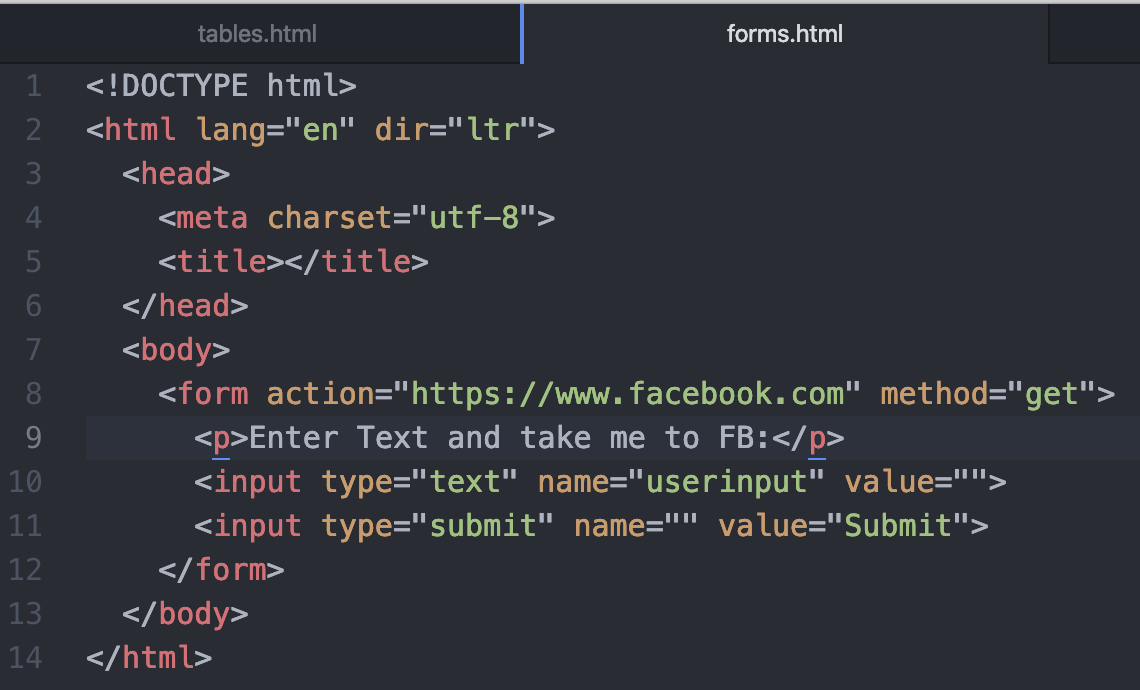 tables.html
forms.html
1 <!DOCTYPE html>
2 <html lang="en" dir="ltr">
3 <head>
4 <meta charset="utf-8">
5 <title></title>
6 </head>
7 <body>
8 <form action="https://www.facebook.com" method="get">
9 <p>Enter Text and take me to FB:</p>
10 <input type="text" name="userinput" value="">
11 <input type="submit" name="" value="Submit">
12 </form>
13 </body>
14 </html>